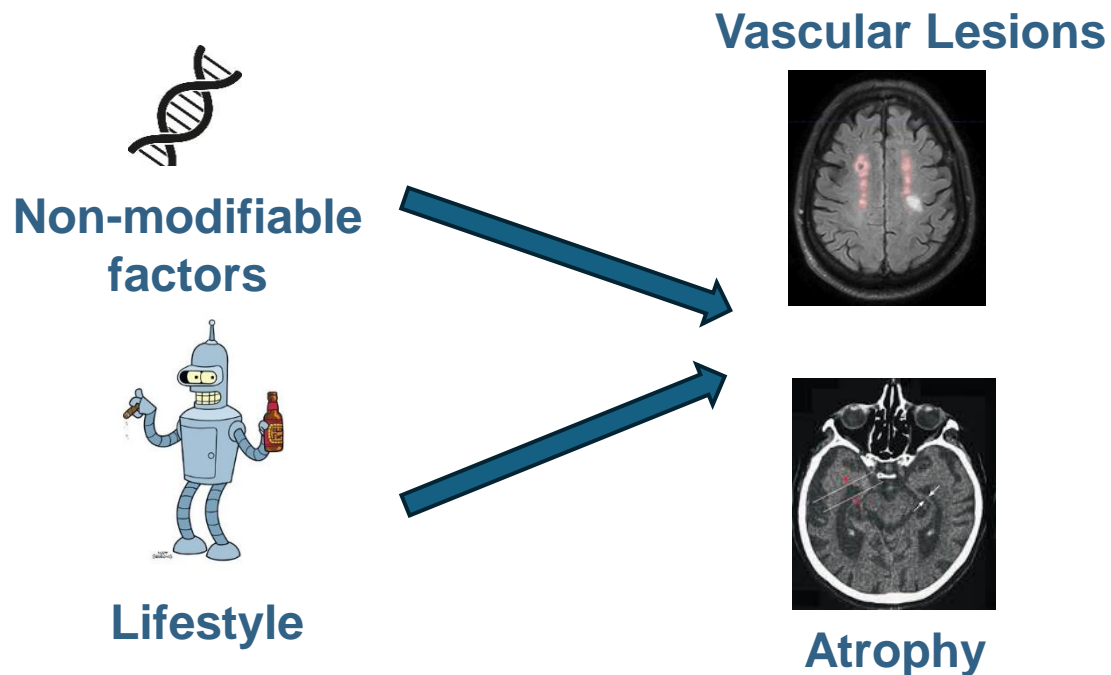 Vascular Lesions
Non-modifiable
factors
Lifestyle
Atrophy